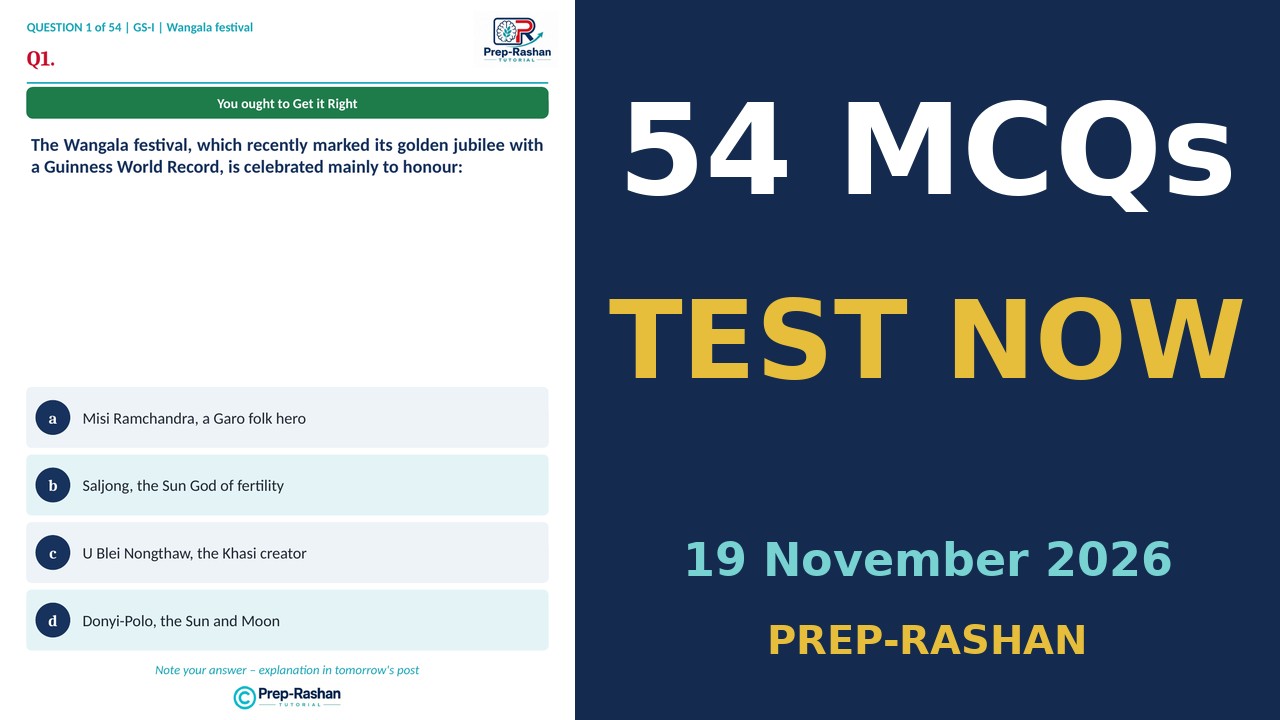 QUESTION 1 of 54 | GS-I | Wangala festival
Prep-Rashan
TUTORIAL
Q1.
You ought to Get it Right
The Wangala festival, which recently marked its golden jubilee with
a Guinness World Record, is celebrated mainly to honour:
a Misi Ramchandra, a Garo folk hero
b Saljong, the Sun God of fertility
c U Blei Nongthaw, the Khasi creator
d Donyi-Polo, the Sun and Moon
Note your answer – explanation in tomorrow's post
© Prep-Rashan
TUTORIAL
54 MCQs
TEST NOW
19 November 2026
PREP-RASHAN